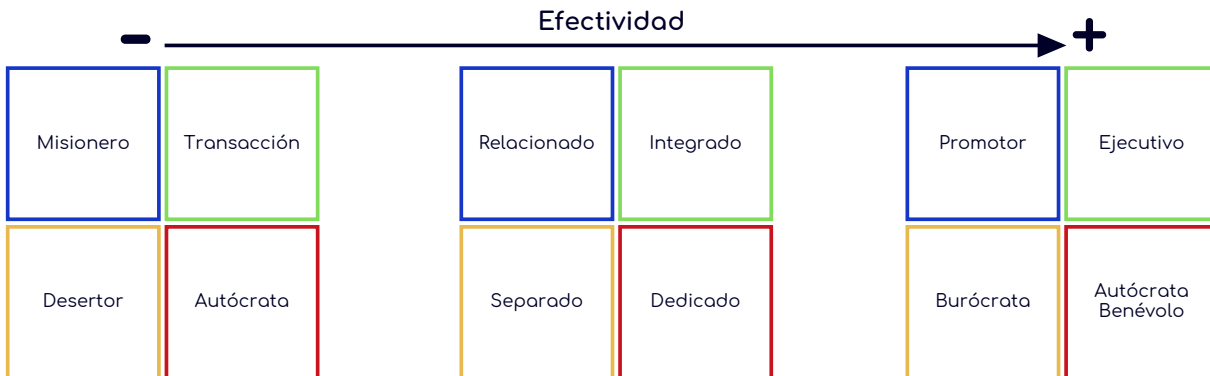 Efectividad
- +
Misionero Transacción Relacionado Integrado Promotor Ejecutivo
Desertor Autócrata Separado Dedicado Burócrata Autócrata
Benévolo